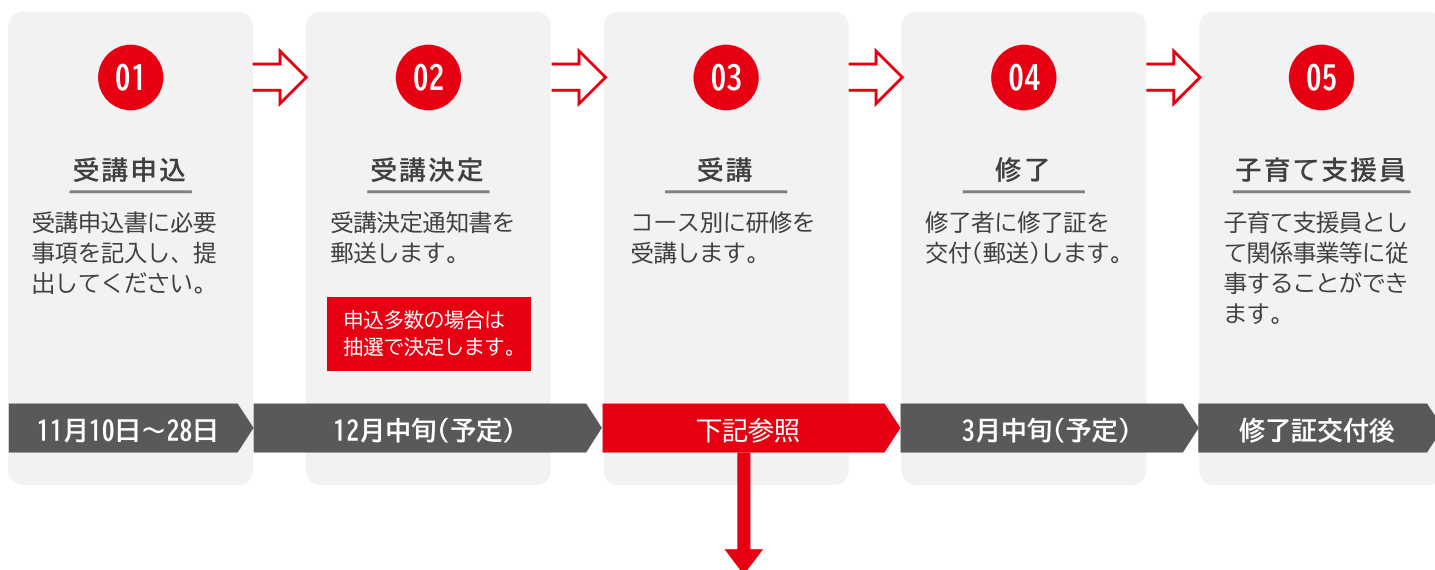 01
受講申込
受講申込書に必要
事項を記入し、提
出してください。
11月10日～28日
02
受講決定
受講決定通知書を
郵送します。
申込多数の場合は
抽選で決定します。
12月中旬(予定)
03
受講
コース別に研修を
受講します。
下記参照
04
修了
修了者に修了証を
交付(郵送)します。
3月中旬(予定)
05
子育て支援員
子育て支援員とし
て関係事業等に従
事することができ
ます。
修了証交付後